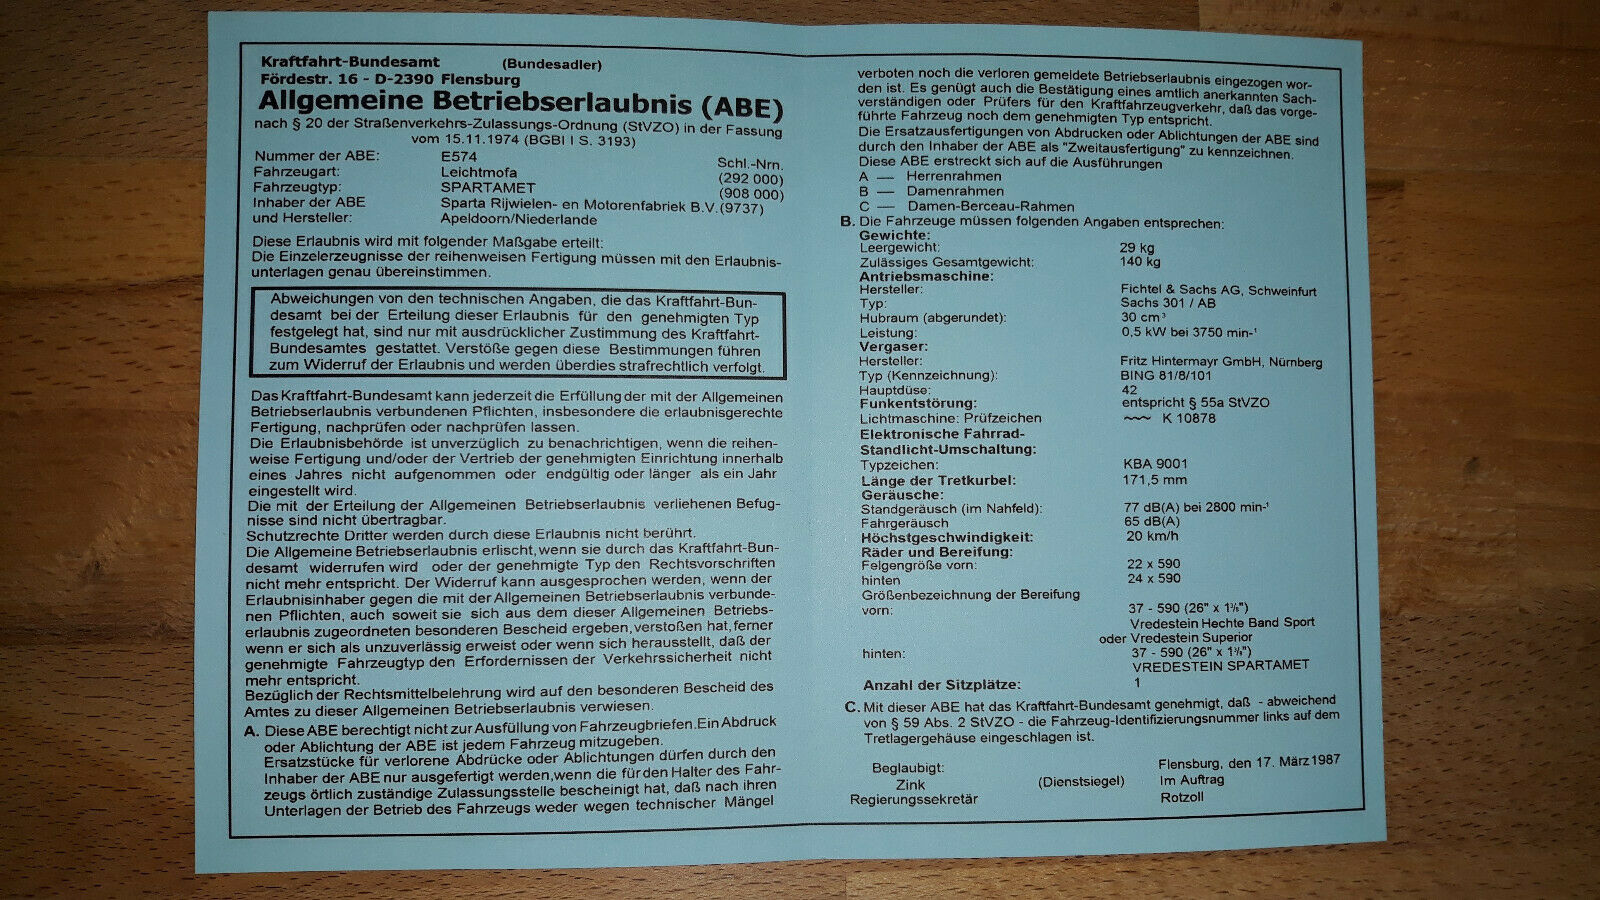 Kraftfahrt-Bundesamt (Bundesadler)
Fördestr. 16 - D-2390 Flensburg
Allgemeine Betriebserlaubnis (ABE)
nach § 20 der Straßenverkehrs-Zulassungs-Ordnung (StVZO) in der Fassung
vom 15.11.1974 (BGBI I S. 3193)
Nummer der ABE: E574 Schl.-Nrn.
Fahrzeugart: Leichtmofa (292 000)
Fahrzeugtyp: SPARTAMET (908 000)
Inhaber der ABE Sparta Rijwielen- en Motorenfabriek B.V.(9737)
und Hersteller: Apeldoorn/Niederlande
Diese Erlaubnis wird mit folgender Maßgabe erteilt:
Die Einzelerzeugnisse der reihenweisen Fertigung müssen mit den Erlaubnis-
unterlagen genau übereinstimmen.
Abweichungen von den technischen Angaben, die das Kraftfahrt-Bun-
desamt bei der Erteilung dieser Erlaubnis für den genehmigten Typ
festgelegt hat, sind nur mit ausdrücklicher Zustimmung des Kraftfahrt-
Bundesamtes gestattet. Verstöße gegen diese Bestimmungen führen
zum Widerruf der Erlaubnis und werden überdies strafrechtlich verfolgt.
Das Kraftfahrt-Bundesamt kann jederzeit die Erfüllung der mit der Allgemeinen
Betriebserlaubnis verbundenen Pflichten, insbesondere die erlaubnisgerechte
Fertigung, nachprüfen oder nachprüfen lassen.
Die Erlaubnisbehörde ist unverzüglich zu benachrichtigen, wenn die reihen-
weise Fertigung und/oder der Vertrieb der genehmigten Einrichtung innerhalb
eines Jahres nicht aufgenommen oder endgültig oder länger als ein Jahr
eingestellt wird.
Die mit der Erteilung der Allgemeinen Betriebserlaubnis verliehenen Befug-
nisse sind nicht übertragbar.
Schutzrechte Dritter werden durch diese Erlaubnis nicht berührt.
Die Allgemeine Betriebserlaubnis erlischt, wenn sie durch das Kraftfahrt-Bun-
desamt widerrufen wird oder der genehmigte Typ den Rechtsvorschriften
nicht mehr entspricht. Der Widerruf kann ausgesprochen werden, wenn der
Erlaubnisinhaber gegen die mit der Allgemeinen Betriebserlaubnis verbunde-
nen Pflichten, auch soweit sie sich aus dem dieser Allgemeinen Betriebs-
erlaubnis zugeordneten besonderen Bescheid ergeben, verstoßen hat, ferner
wenn er sich als unzuverlässig erweist oder wenn sich herausstellt, daß der
genehmigte Fahrzeugtyp den Erfordernissen der Verkehrssicherheit nicht
mehr entspricht.
Bezüglich der Rechtsmittelbelehrung wird auf den besonderen Bescheid des
Amtes zu dieser Allgemeinen Betriebserlaubnis verwiesen.
A. Diese ABE berechtigt nicht zur Ausfüllung von Fahrzeugbriefen. Ein Abdruck
oder Ablichtung der ABE ist jedem Fahrzeug mitzugeben.
Ersatzstücke für verlorene Abdrücke oder Ablichtungen dürfen durch den
Inhaber der ABE nur ausgefertigt werden, wenn die für den Halter des Fahr-
zeugs örtlich zuständige Zulassungsstelle bescheinigt hat, daß nach ihren
Unterlagen der Betrieb des Fahrzeugs weder wegen technischer Mängel
verboten noch die verloren gemeldete Betriebserlaubnis eingezogen wor-
den ist. Es genügt auch die Bestätigung eines amtlich anerkannten Sach-
verständigen oder Prüfers für den Kraftfahrzeugverkehr, daß das vorge-
führte Fahrzeug noch dem genehmigten Typ entspricht.
Die Ersatzausfertigungen von Abdrucken oder Ablichtungen der ABE sind
durch den Inhaber der ABE als "Zweitausfertigung" zu kennzeichnen.
Diese ABE erstreckt sich auf die Ausführungen
A — Herrenrahmen
B — Damenrahmen
C — Damen-Berceau-Rahmen
B. Die Fahrzeuge müssen folgenden Angaben entsprechen:
Gewichte:
Leergewicht: 29 kg
Zulässiges Gesamtgewicht: 140 kg
Antriebsmaschine:
Hersteller: Fichtel & Sachs AG, Schweinfurt
Typ: Sachs 301 / AB
Hubraum (abgerundet): 30 cm³
Leistung: 0,5 kW bei 3750 min-¹
Vergaser:
Hersteller: Fritz Hintermayr GmbH, Nürnberg
Typ (Kennzeichnung): BING 81/8/101
Hauptdüse: 42
Funkentstörung: entspricht § 55a StVZO
Lichtmaschine: Prüfzeichen ~~~ K 10878
Elektronische Fahrrad-
Standlicht-Umschaltung:
Typzeichen: KBA 9001
Länge der Tretkurbel: 171,5 mm
Geräusche:
Standgeräusch (im Nahfeld): 77 dB(A) bei 2800 min-¹
Fahrgeräusch 65 dB(A)
Höchstgeschwindigkeit: 20 km/h
Räder und Bereifung:
Felgengröße vorn: 22 x 590
hinten 24 x 590
Größenbezeichnung der Bereifung
vorn: 37 - 590 (26" x 1⅜")
Vredestein Hechte Band Sport
oder Vredestein Superior
hinten: 37 - 590 (26" x 1⅜")
VREDESTEIN SPARTAMET
Anzahl der Sitzplätze: 1
C. Mit dieser ABE hat das Kraftfahrt-Bundesamt genehmigt, daß - abweichend
von § 59 Abs. 2 StVZO - die Fahrzeug-Identifizierungsnummer links auf dem
Tretlagergehäuse eingeschlagen ist.
Flensburg, den 17. März 1987
Beglaubigt: Im Auftrag
Zink (Dienstsiegel) Rotzoll
Regierungssekretär